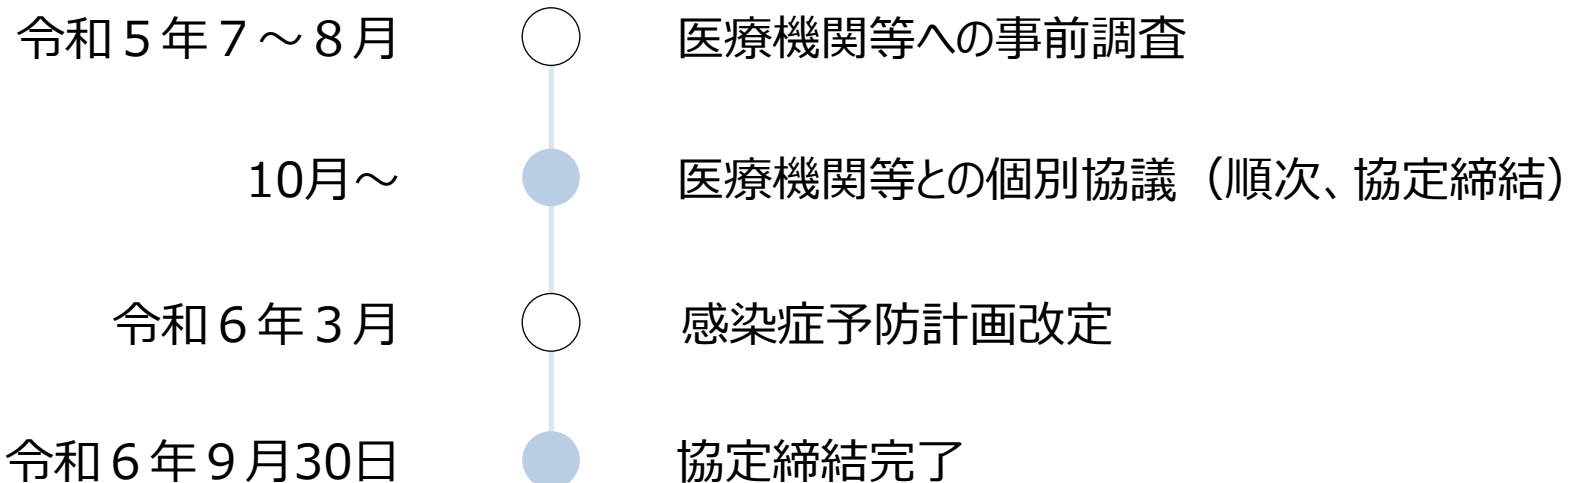 令和５年７～８月 医療機関等への事前調査
10月～ 医療機関等との個別協議（順次、協定締結）
令和６年３月 感染症予防計画改定
令和６年９月30日 協定締結完了